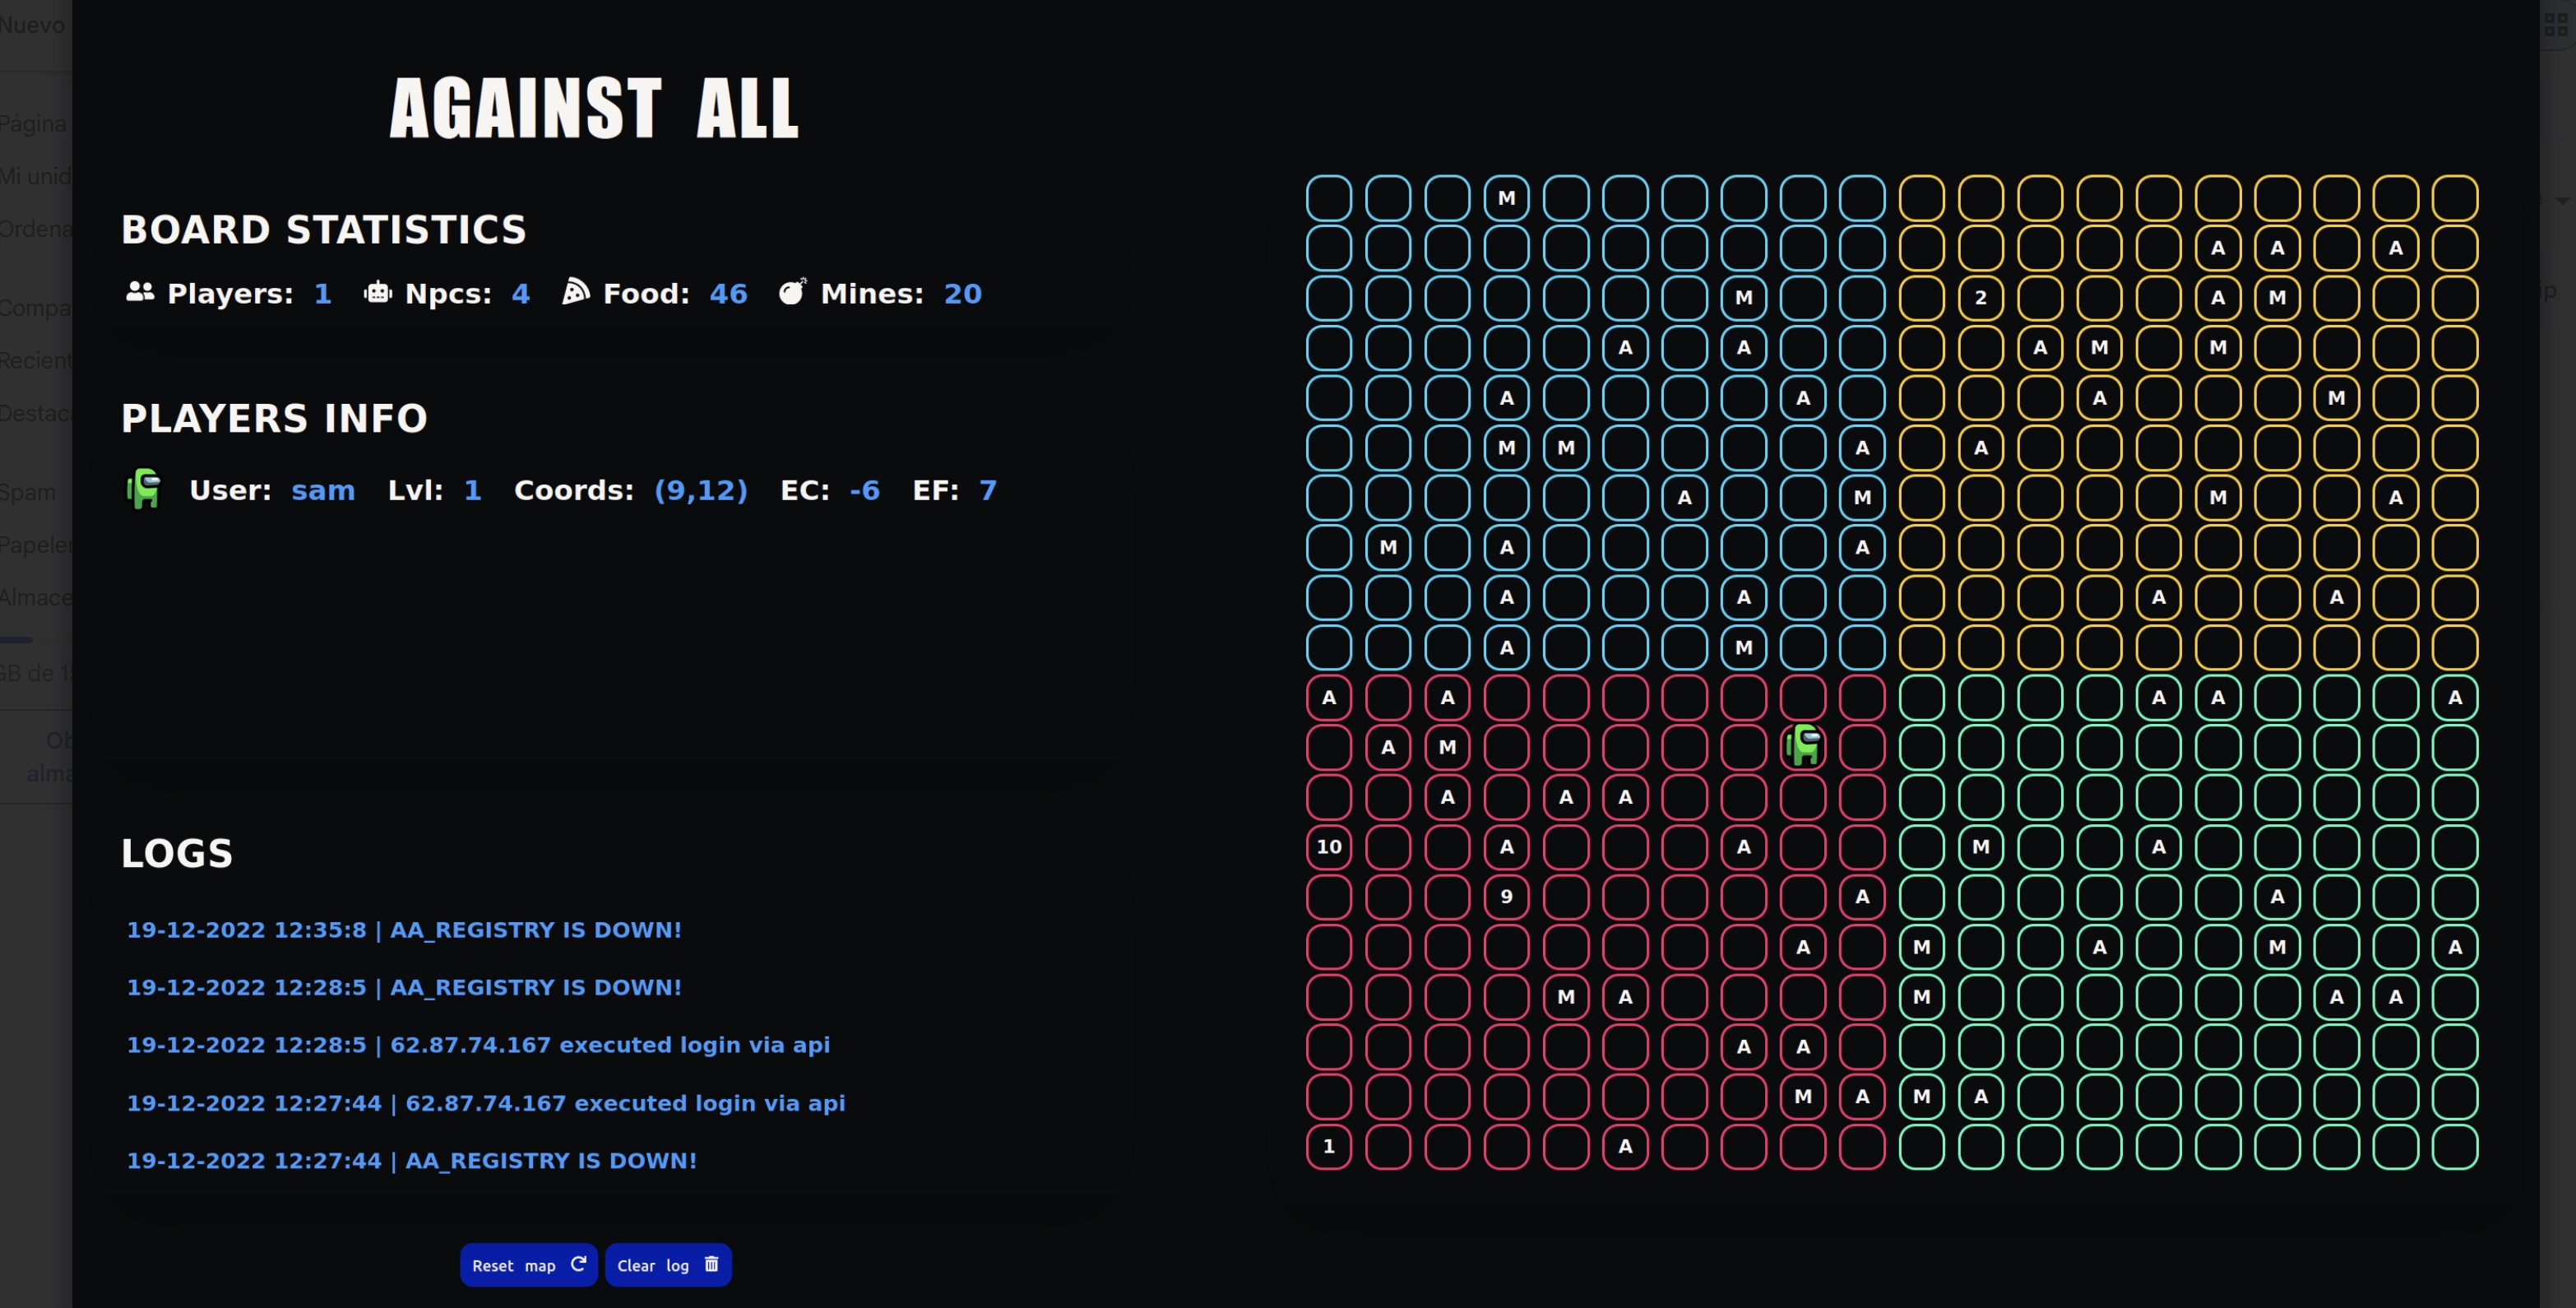 Nuevo
Página
Mi unid
Ordena
Compa
Recient
Destaca
Spam
Papeler
Almace
GB de 15
Ob
alma
AGAINST ALL
BOARD STATISTICS
Players: 1 Npcs: 4 Food: 46 Mines: 20
PLAYERS INFO
User: sam Lvl: 1 Coords: (9,12) EC: -6 EF: 7
LOGS
19-12-2022 12:35:8 | AA_REGISTRY IS DOWN!
19-12-2022 12:28:5 | AA_REGISTRY IS DOWN!
19-12-2022 12:28:5 | 62.87.74.167 executed login via api
19-12-2022 12:27:44 | 62.87.74.167 executed login via api
19-12-2022 12:27:44 | AA_REGISTRY IS DOWN!
Reset map Clear log
M
A A A
M 2 A M
A A A M M
A A A M
M M A A
A M M A
M A A
A A A A
A M
A A A A A
A M
A A A
10 A A M A
9 A A
A M A M A
M A M A A
A A
M A M A
1 A
ip